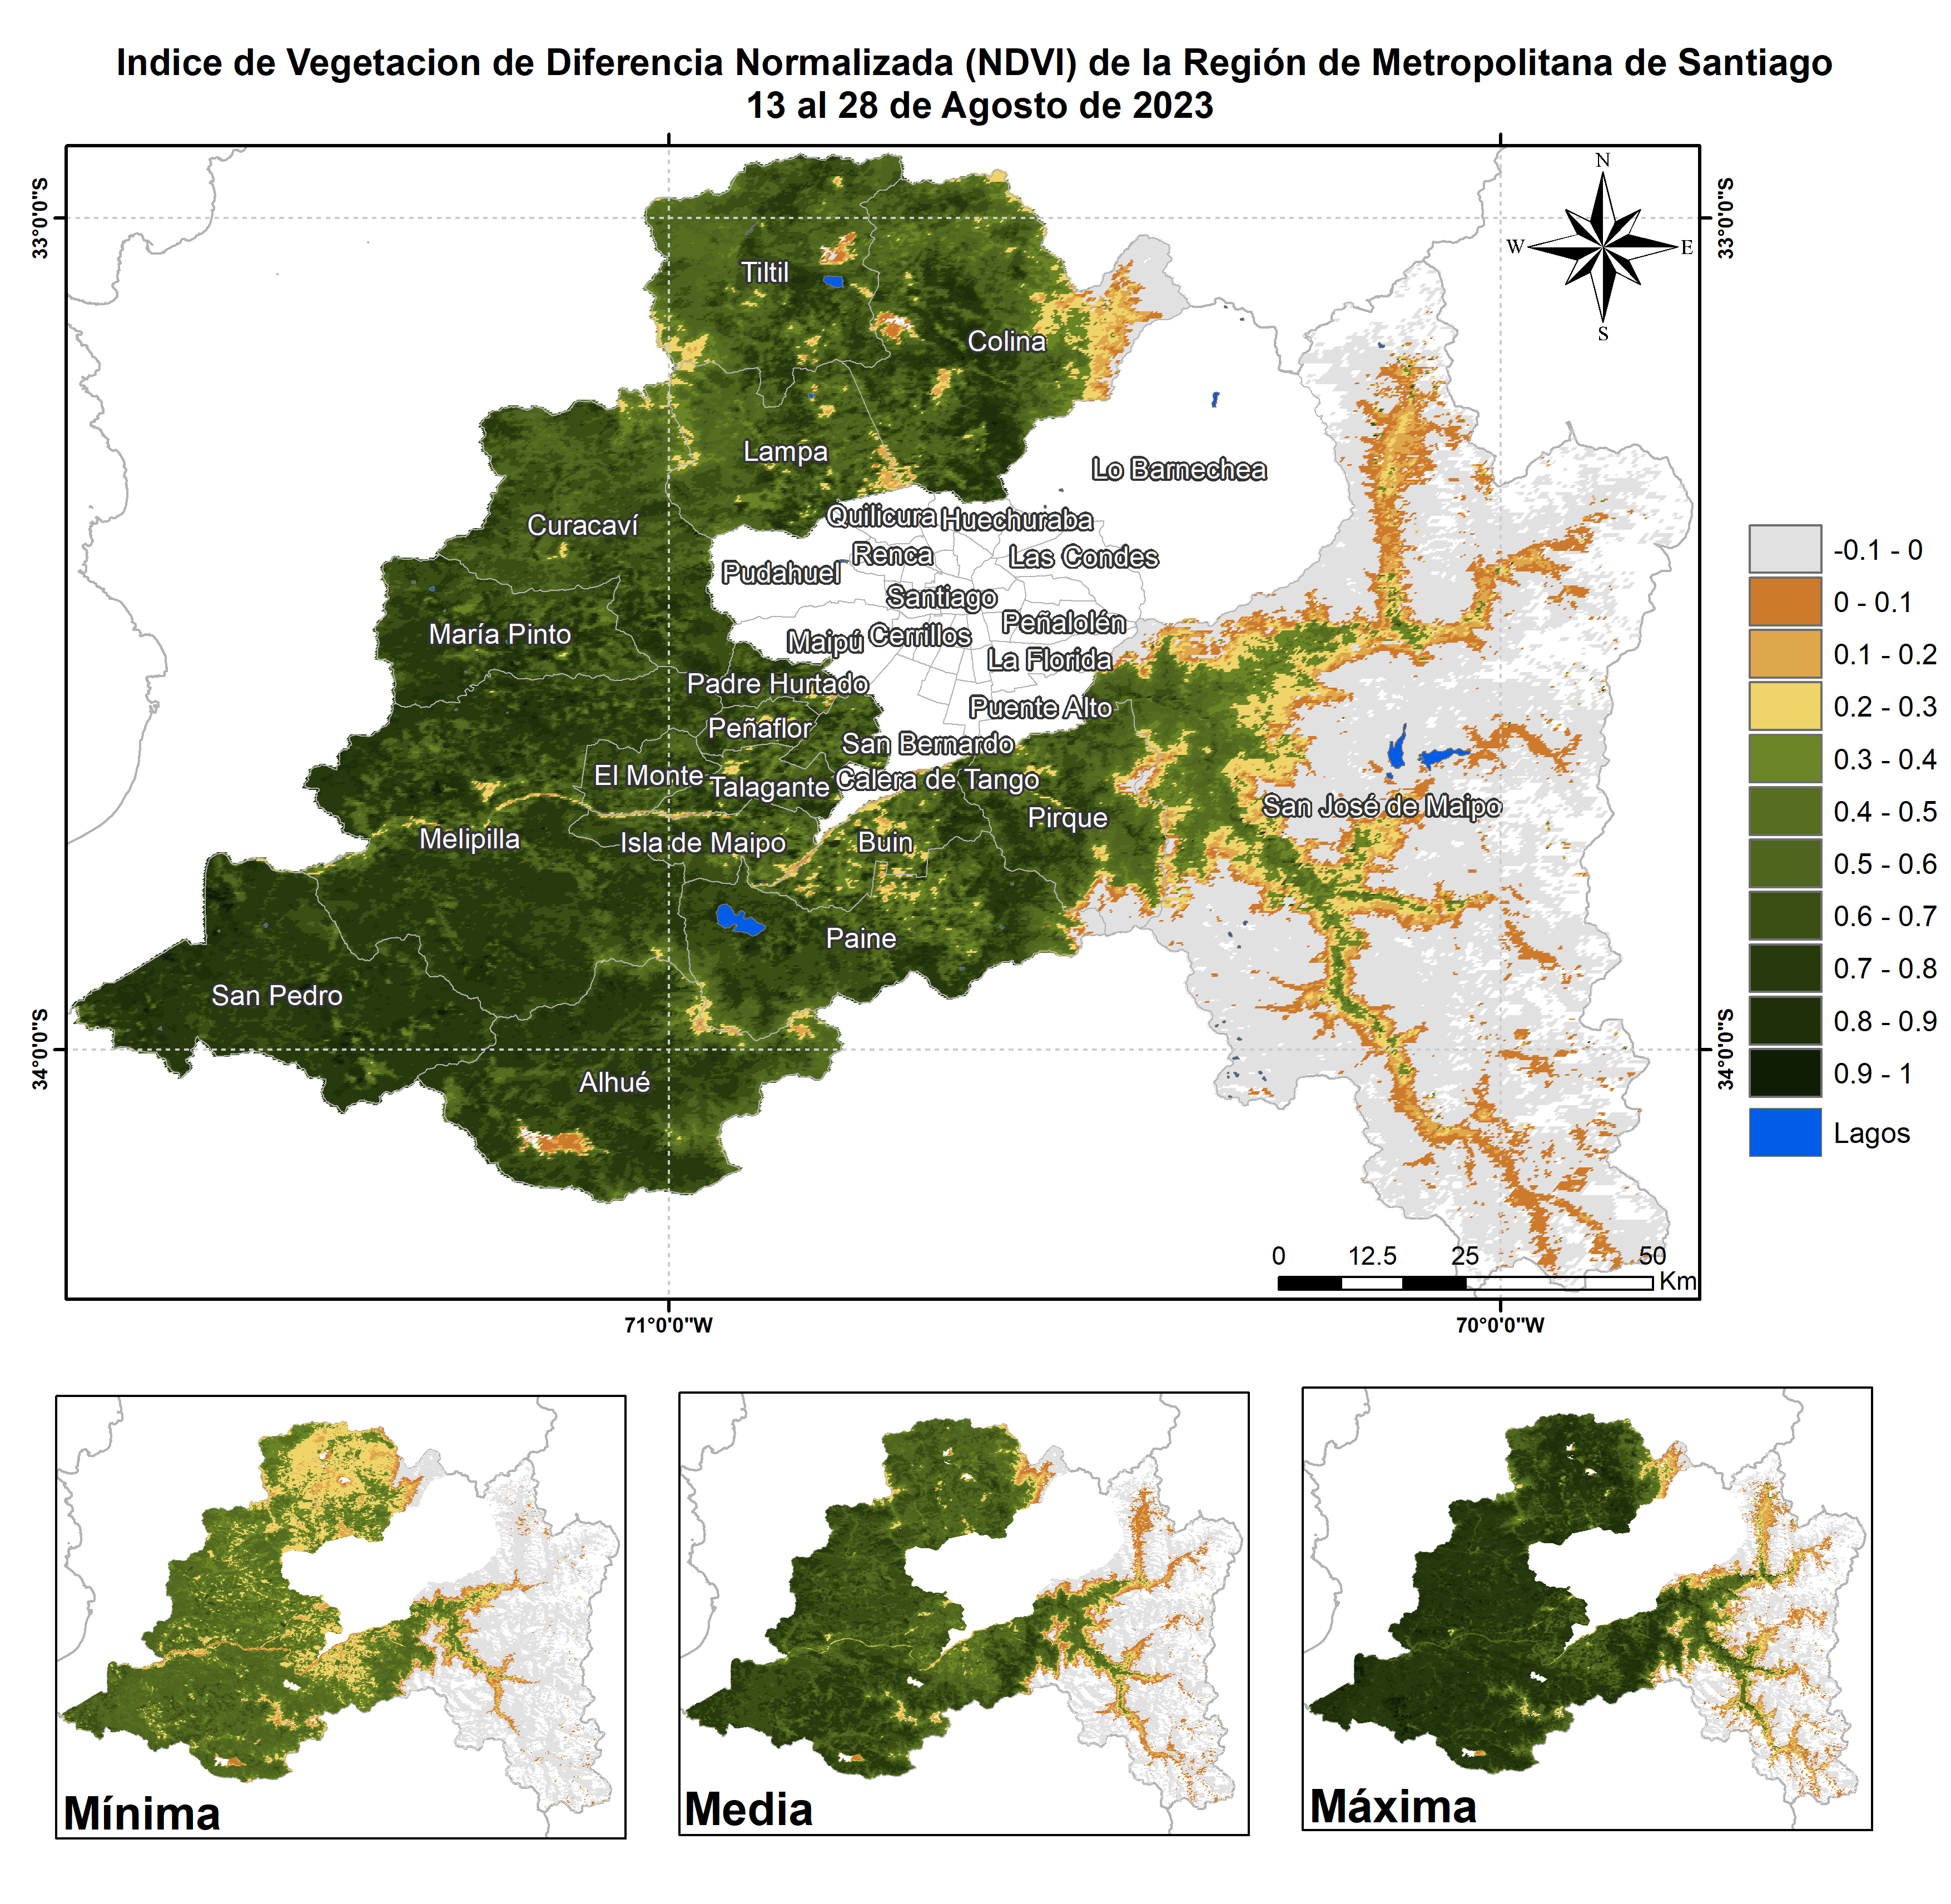 Indice de Vegetacion de Diferencia Normalizada (NDVI) de la Región de Metropolitana de Santiago
13 al 28 de Agosto de 2023
33°0'0"S
33°0'0"S
N
W
E
S
Tiltil
Colina
Lampa
Lo Barnechea
Curacaví
Quilicura
Huechuraba
Renca
Las Condes
Pudahuel
Santiago
María Pinto
Peñalolén
Maipú
Cerrillos
La Florida
Padre Hurtado
Puente Alto
Peñaflor
San Bernardo
El Monte
Talagante
Calera de Tango
San José de Maipo
Pirque
Melipilla
Isla de Maipo
Buin
Paine
San Pedro
Alhué
34°0'0"S
34°0'0"S
-0.1 - 0
0 - 0.1
0.1 - 0.2
0.2 - 0.3
0.3 - 0.4
0.4 - 0.5
0.5 - 0.6
0.6 - 0.7
0.7 - 0.8
0.8 - 0.9
0.9 - 1
Lagos
0 12.5 25 50
Km
71°0'0"W
70°0'0"W
Mínima
Media
Máxima